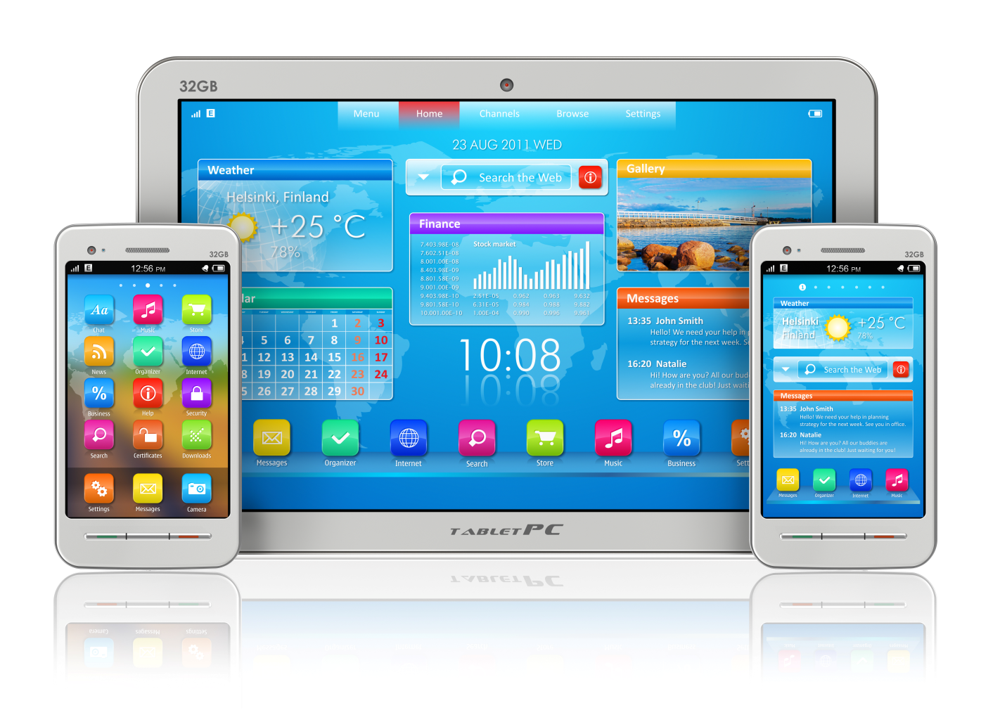 32GB
E
Menu Home Channels Browse Settings
23 AUG 2011 WED
Weather
Helsinki, Finland
+25 °C
78%
Search the Web
Gallery
Finance
Stock market
7.403.98E-08
7.602.51E-08
8.001.00E-08
8.403.98E-09
8.801.58E-09
9.001.00E-09
9.403.98E-10 2.51E-05 0.962 0.963 9.632
9.801.58E-10 6.31E-05 0.984 0.988 9.882
10.001.00E-10 1.00E-04 0.990 0.996 9.961
lar
1 2 3
5 6 7 8 9 10
1 12 13 14 15 16 17
8 19 20 21 22 23 24
5 26 27 28 29 30
10:08
Messages
13:35 John Smith
Hello! We need your help in p
strategy for the next week. Se
16:20 Natalie
Hi! How are you? All our budd
already in the club! Just waiti
Messages Organizer Internet Search Store Music Business Sett
TABLET PC
32GB
E 12:56 PM
Aa
Chat Music Store
News Organizer Internet
%
Business Help Security
Search Certificates Downloads
Settings Messages Camera
32GB
E 12:56 PM
1
Weather
Helsinki
Finland
+25 °C
78%
Search the Web
Messages
13:35 John Smith
Hello! We need your help in planning
strategy for the next week. See you in office.
16:20 Natalie
Hi! How are you? All our buddies are
already in the club! Just waiting for you!
Messages Organizer Internet Music